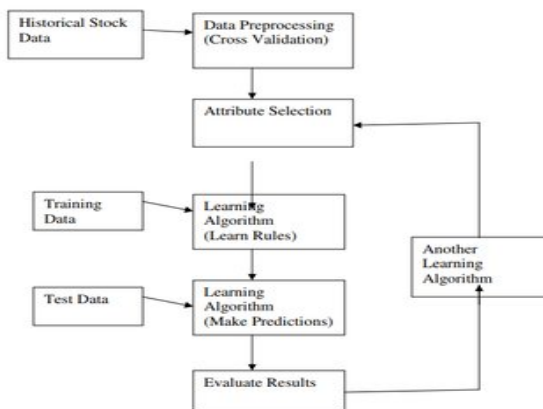 Historical Stock
Data
Data Preprocessing
(Cross Validation)
Attribute Selection
Training
Data
Learning
Algorithm
(Learn Rules)
Another
Learning
Algorithm
Test Data
Learning
Algorithm
(Make Predictions)
Evaluate Results